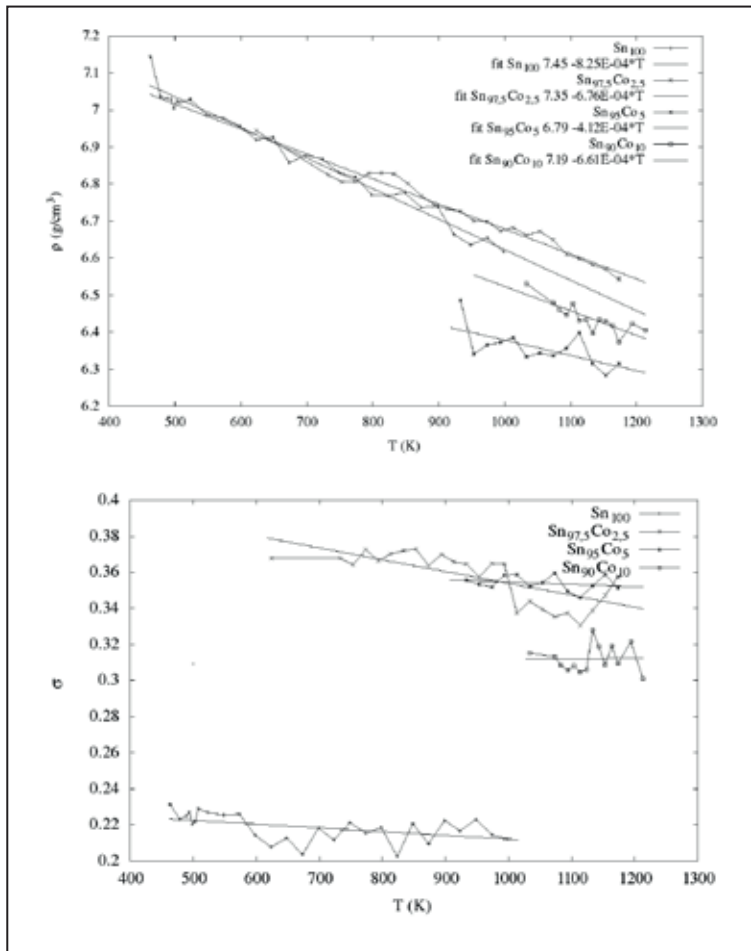 7.2
7.1
7
6.9
6.8
6.7
6.6
6.5
6.4
6.3
6.2
ρ (g/cm³)
Sn₁₀₀
fit Sn₁₀₀ 7.45 -8.25E-04*T
Sn₉₇,₅Co₂,₅
fit Sn₉₇,₅Co₂,₅ 7.35 -6.76E-04*T
Sn₉₅Co₅
fit Sn₉₅Co₅ 6.79 -4.12E-04*T
Sn₉₀Co₁₀
fit Sn₉₀Co₁₀ 7.19 -6.61E-04*T
400 500 600 700 800 900 1000 1100 1200 1300
T (K)
0.4
0.38
0.36
0.34
0.32
0.3
0.28
0.26
0.24
0.22
0.2
σ
Sn₁₀₀
Sn₉₇,₅Co₂,₅
Sn₉₅Co₅
Sn₉₀Co₁₀
400 500 600 700 800 900 1000 1100 1200 1300
T (K)